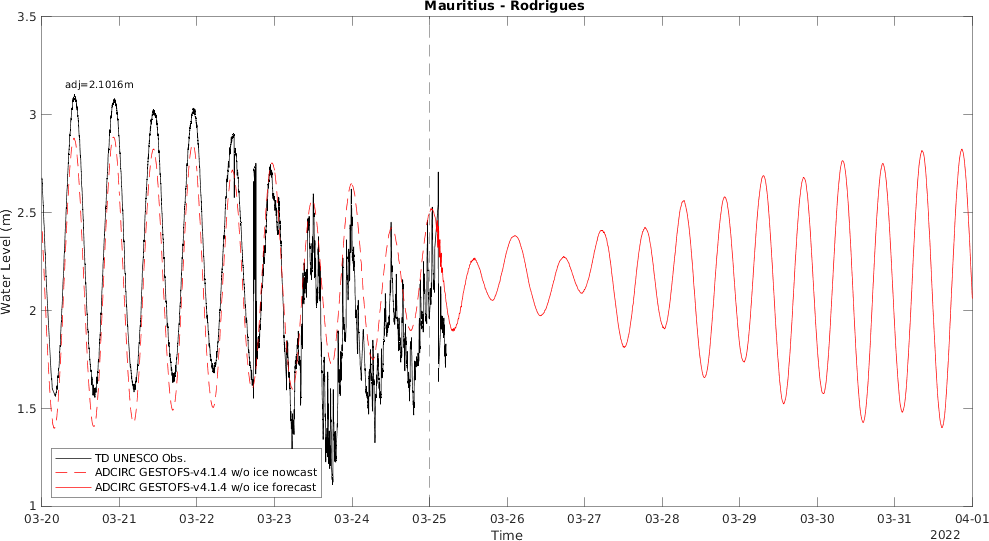 Mauritius - Rodrigues
adj=2.1016m
3.5
3
2.5
2
1.5
1
Water Level (m)
TD UNESCO Obs.
ADCIRC GESTOFS-v4.1.4 w/o ice nowcast
ADCIRC GESTOFS-v4.1.4 w/o ice forecast
03-20 03-21 03-22 03-23 03-24 03-25 03-26 03-27 03-28 03-29 03-30 03-31 04-01
Time
2022